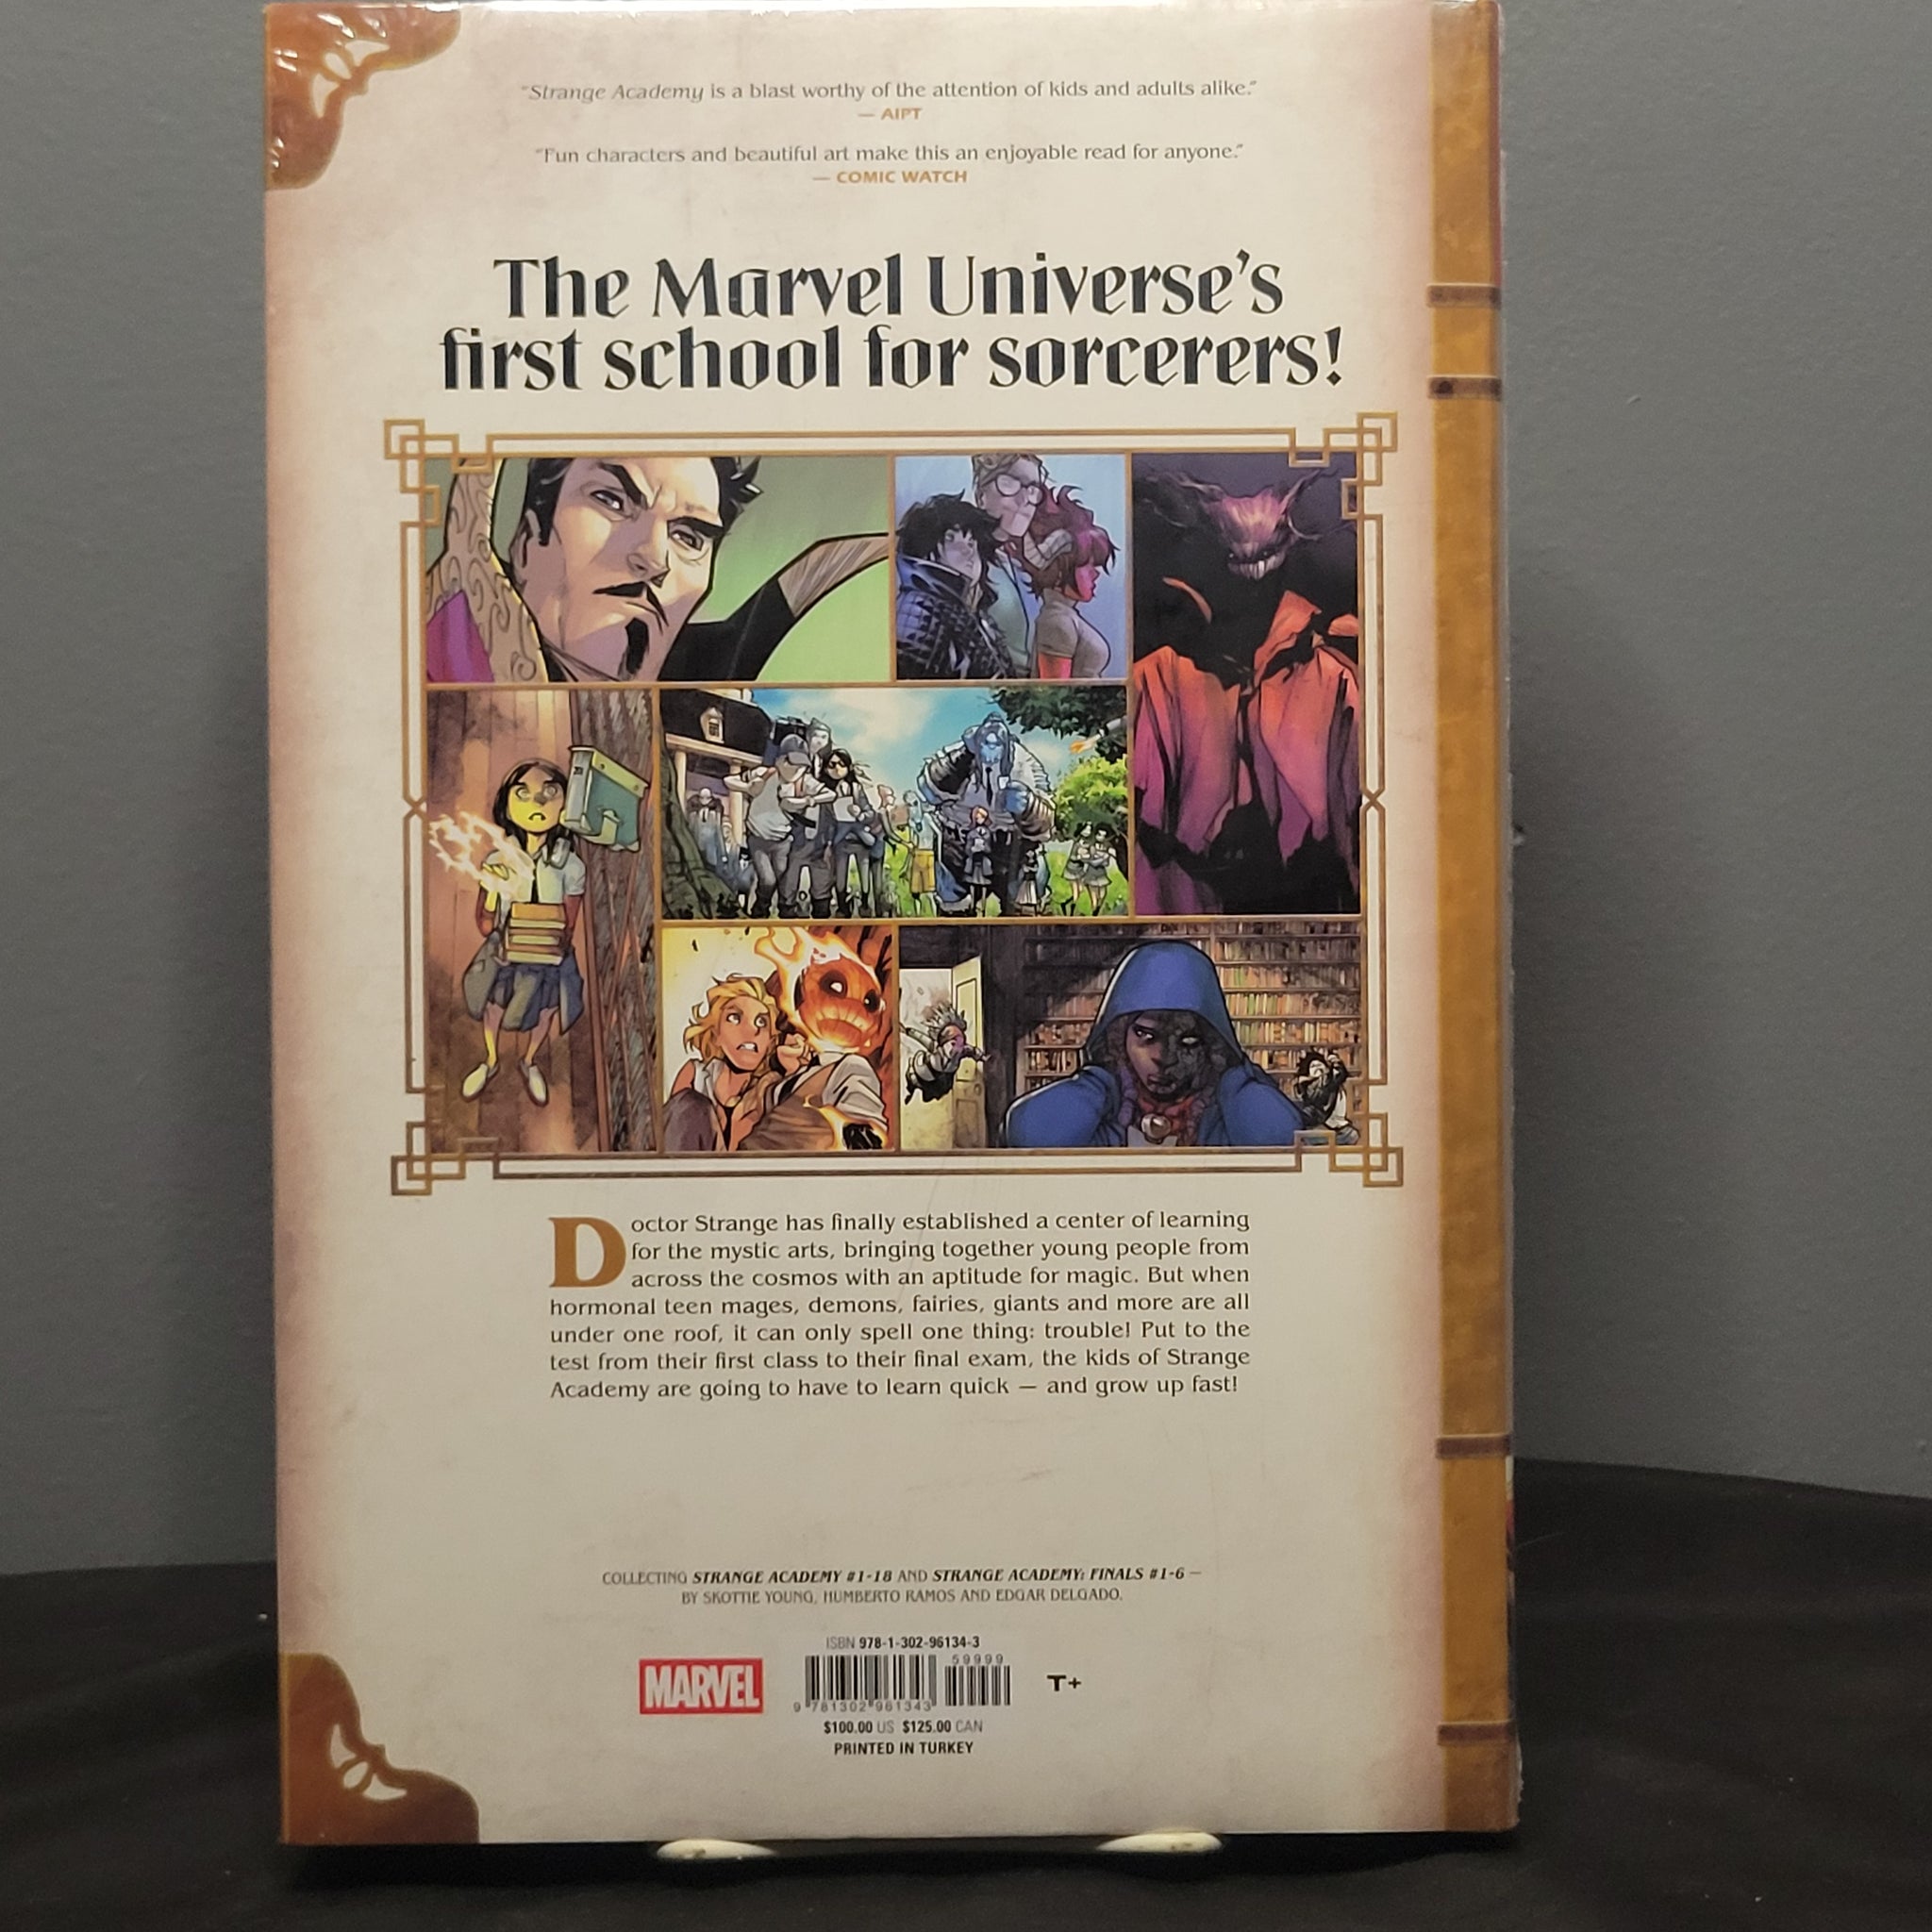 "Strange Academy is a blast worthy of the attention of kids and adults alike."
— AIPT
"Fun characters and beautiful art make this an enjoyable read for anyone."
— COMIC WATCH
The Marvel Universe's
first school for sorcerers!
Doctor Strange has finally established a center of learning
for the mystic arts, bringing together young people from
across the cosmos with an aptitude for magic. But when
hormonal teen mages, demons, fairies, giants and more are all
under one roof, it can only spell one thing: trouble! Put to the
test from their first class to their final exam, the kids of Strange
Academy are going to have to learn quick — and grow up fast!
COLLECTING STRANGE ACADEMY #1-18 AND STRANGE ACADEMY: FINALS #1-6 —
BY SKOTTIE YOUNG, HUMBERTO RAMOS AND EDGAR DELGADO.
ISBN 978-1-302-96134-3
59999
MARVEL
9 781302 961343
T+
$100.00 US $125.00 CAN
PRINTED IN TURKEY